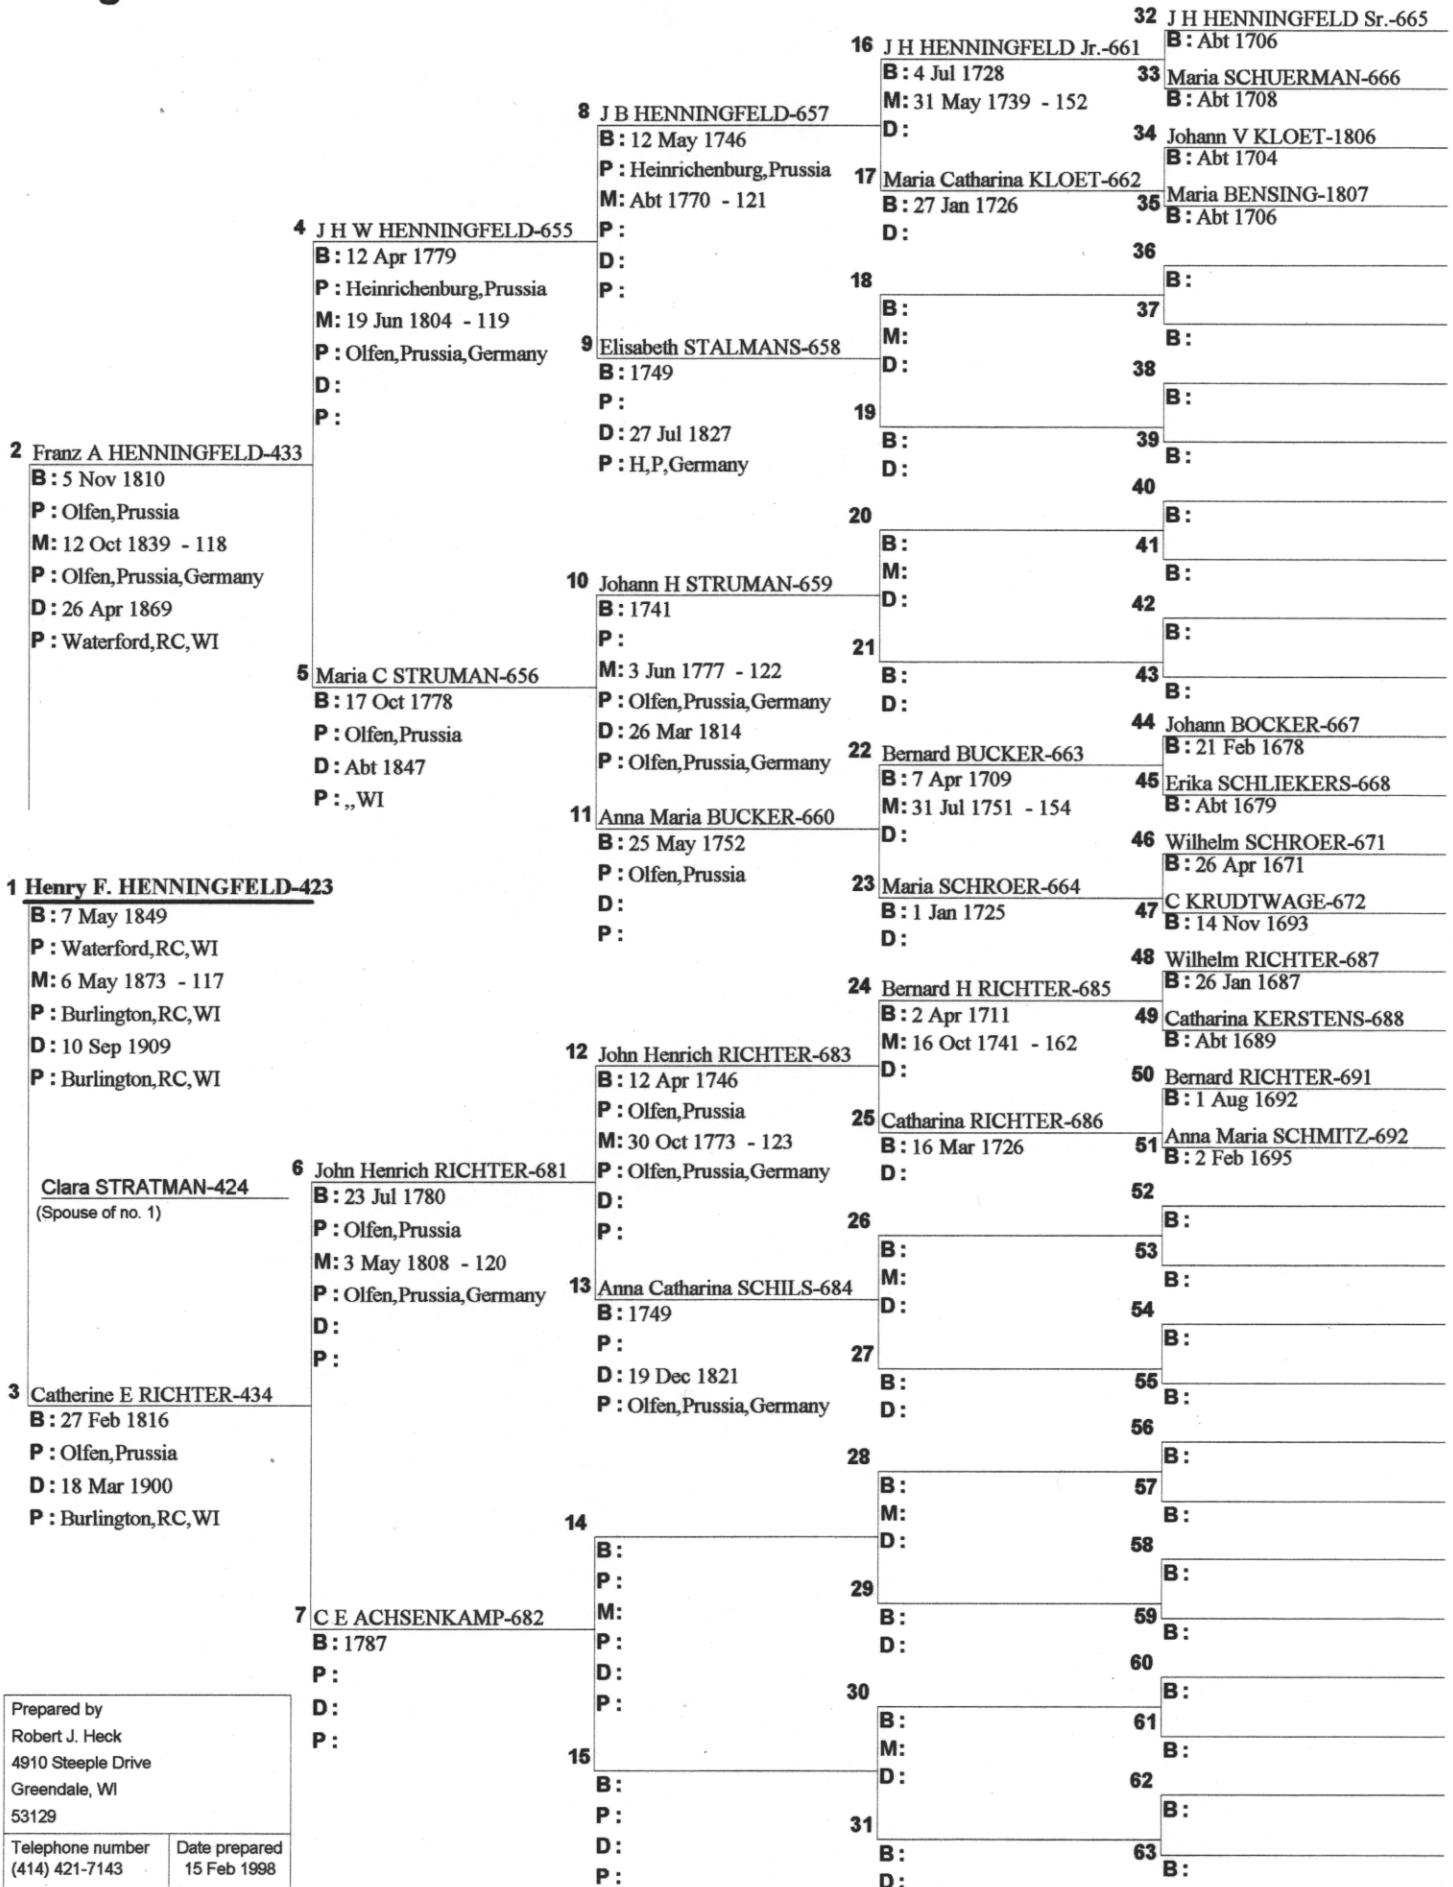 32 J H HENNINGFELD Sr.-665
B: Abt 1706
16 J H HENNINGFELD Jr.-661
B: 4 Jul 1728
M: 31 May 1739 - 152
D:
33 Maria SCHUERMAN-666
B: Abt 1708
8 J B HENNINGFELD-657
B: 12 May 1746
P: Heinrichenburg,Prussia
M: Abt 1770 - 121
P:
D:
P:
34 Johann V KLOET-1806
B: Abt 1704
17 Maria Catharina KLOET-662
B: 27 Jan 1726
D:
35 Maria BENSING-1807
B: Abt 1706
4 J H W HENNINGFELD-655
B: 12 Apr 1779
P: Heinrichenburg,Prussia
M: 19 Jun 1804 - 119
P: Olfen,Prussia,Germany
D:
P:
36
B:
18
B:
M:
D:
37
B:
9 Elisabeth STALMANS-658
B: 1749
P:
D: 27 Jul 1827
P: H,P,Germany
38
B:
19
B:
D:
39
B:
2 Franz A HENNINGFELD-433
B: 5 Nov 1810
P: Olfen,Prussia
M: 12 Oct 1839 - 118
P: Olfen,Prussia,Germany
D: 26 Apr 1869
P: Waterford,RC,WI
40
B:
20
B:
M:
D:
41
B:
10 Johann H STRUMAN-659
B: 1741
P:
M: 3 Jun 1777 - 122
P: Olfen,Prussia,Germany
D: 26 Mar 1814
P: Olfen,Prussia,Germany
42
B:
21
B:
D:
43
B:
5 Maria C STRUMAN-656
B: 17 Oct 1778
P: Olfen,Prussia
D: Abt 1847
P: ,,WI
44 Johann BOCKER-667
B: 21 Feb 1678
22 Bernard BUCKER-663
B: 7 Apr 1709
M: 31 Jul 1751 - 154
D:
45 Erika SCHLIEKERS-668
B: Abt 1679
11 Anna Maria BUCKER-660
B: 25 May 1752
P: Olfen,Prussia
D:
P:
46 Wilhelm SCHROER-671
B: 26 Apr 1671
23 Maria SCHROER-664
B: 1 Jan 1725
D:
47 C KRUDTWAGE-672
B: 14 Nov 1693
1 Henry F. HENNINGFELD-423
B: 7 May 1849
P: Waterford,RC,WI
M: 6 May 1873 - 117
P: Burlington,RC,WI
D: 10 Sep 1909
P: Burlington,RC,WI
48 Wilhelm RICHTER-687
B: 26 Jan 1687
24 Bernard H RICHTER-685
B: 2 Apr 1711
M: 16 Oct 1741 - 162
D:
49 Catharina KERSTENS-688
B: Abt 1689
12 John Henrich RICHTER-683
B: 12 Apr 1746
P: Olfen,Prussia
M: 30 Oct 1773 - 123
P: Olfen,Prussia,Germany
D:
P:
50 Bernard RICHTER-691
B: 1 Aug 1692
25 Catharina RICHTER-686
B: 16 Mar 1726
D:
51 Anna Maria SCHMITZ-692
B: 2 Feb 1695
Clara STRATMAN-424
(Spouse of no. 1)
6 John Henrich RICHTER-681
B: 23 Jul 1780
P: Olfen,Prussia
M: 3 May 1808 - 120
P: Olfen,Prussia,Germany
D:
P:
52
B:
26
B:
M:
D:
53
B:
13 Anna Catharina SCHILS-684
B: 1749
P:
D: 19 Dec 1821
P: Olfen,Prussia,Germany
54
B:
27
B:
D:
55
B:
3 Catherine E RICHTER-434
B: 27 Feb 1816
P: Olfen,Prussia
D: 18 Mar 1900
P: Burlington,RC,WI
56
B:
28
B:
M:
D:
57
B:
14
B:
P:
M:
P:
D:
P:
58
B:
29
B:
D:
59
B:
7 C E ACHSENKAMP-682
B: 1787
P:
D:
P:
60
B:
30
B:
M:
D:
61
B:
15
B:
P:
D:
P:
62
B:
31
B:
D:
63
B:
Prepared by
Robert J. Heck
4910 Steeple Drive
Greendale, WI
53129
Telephone number
(414) 421-7143
Date prepared
15 Feb 1998